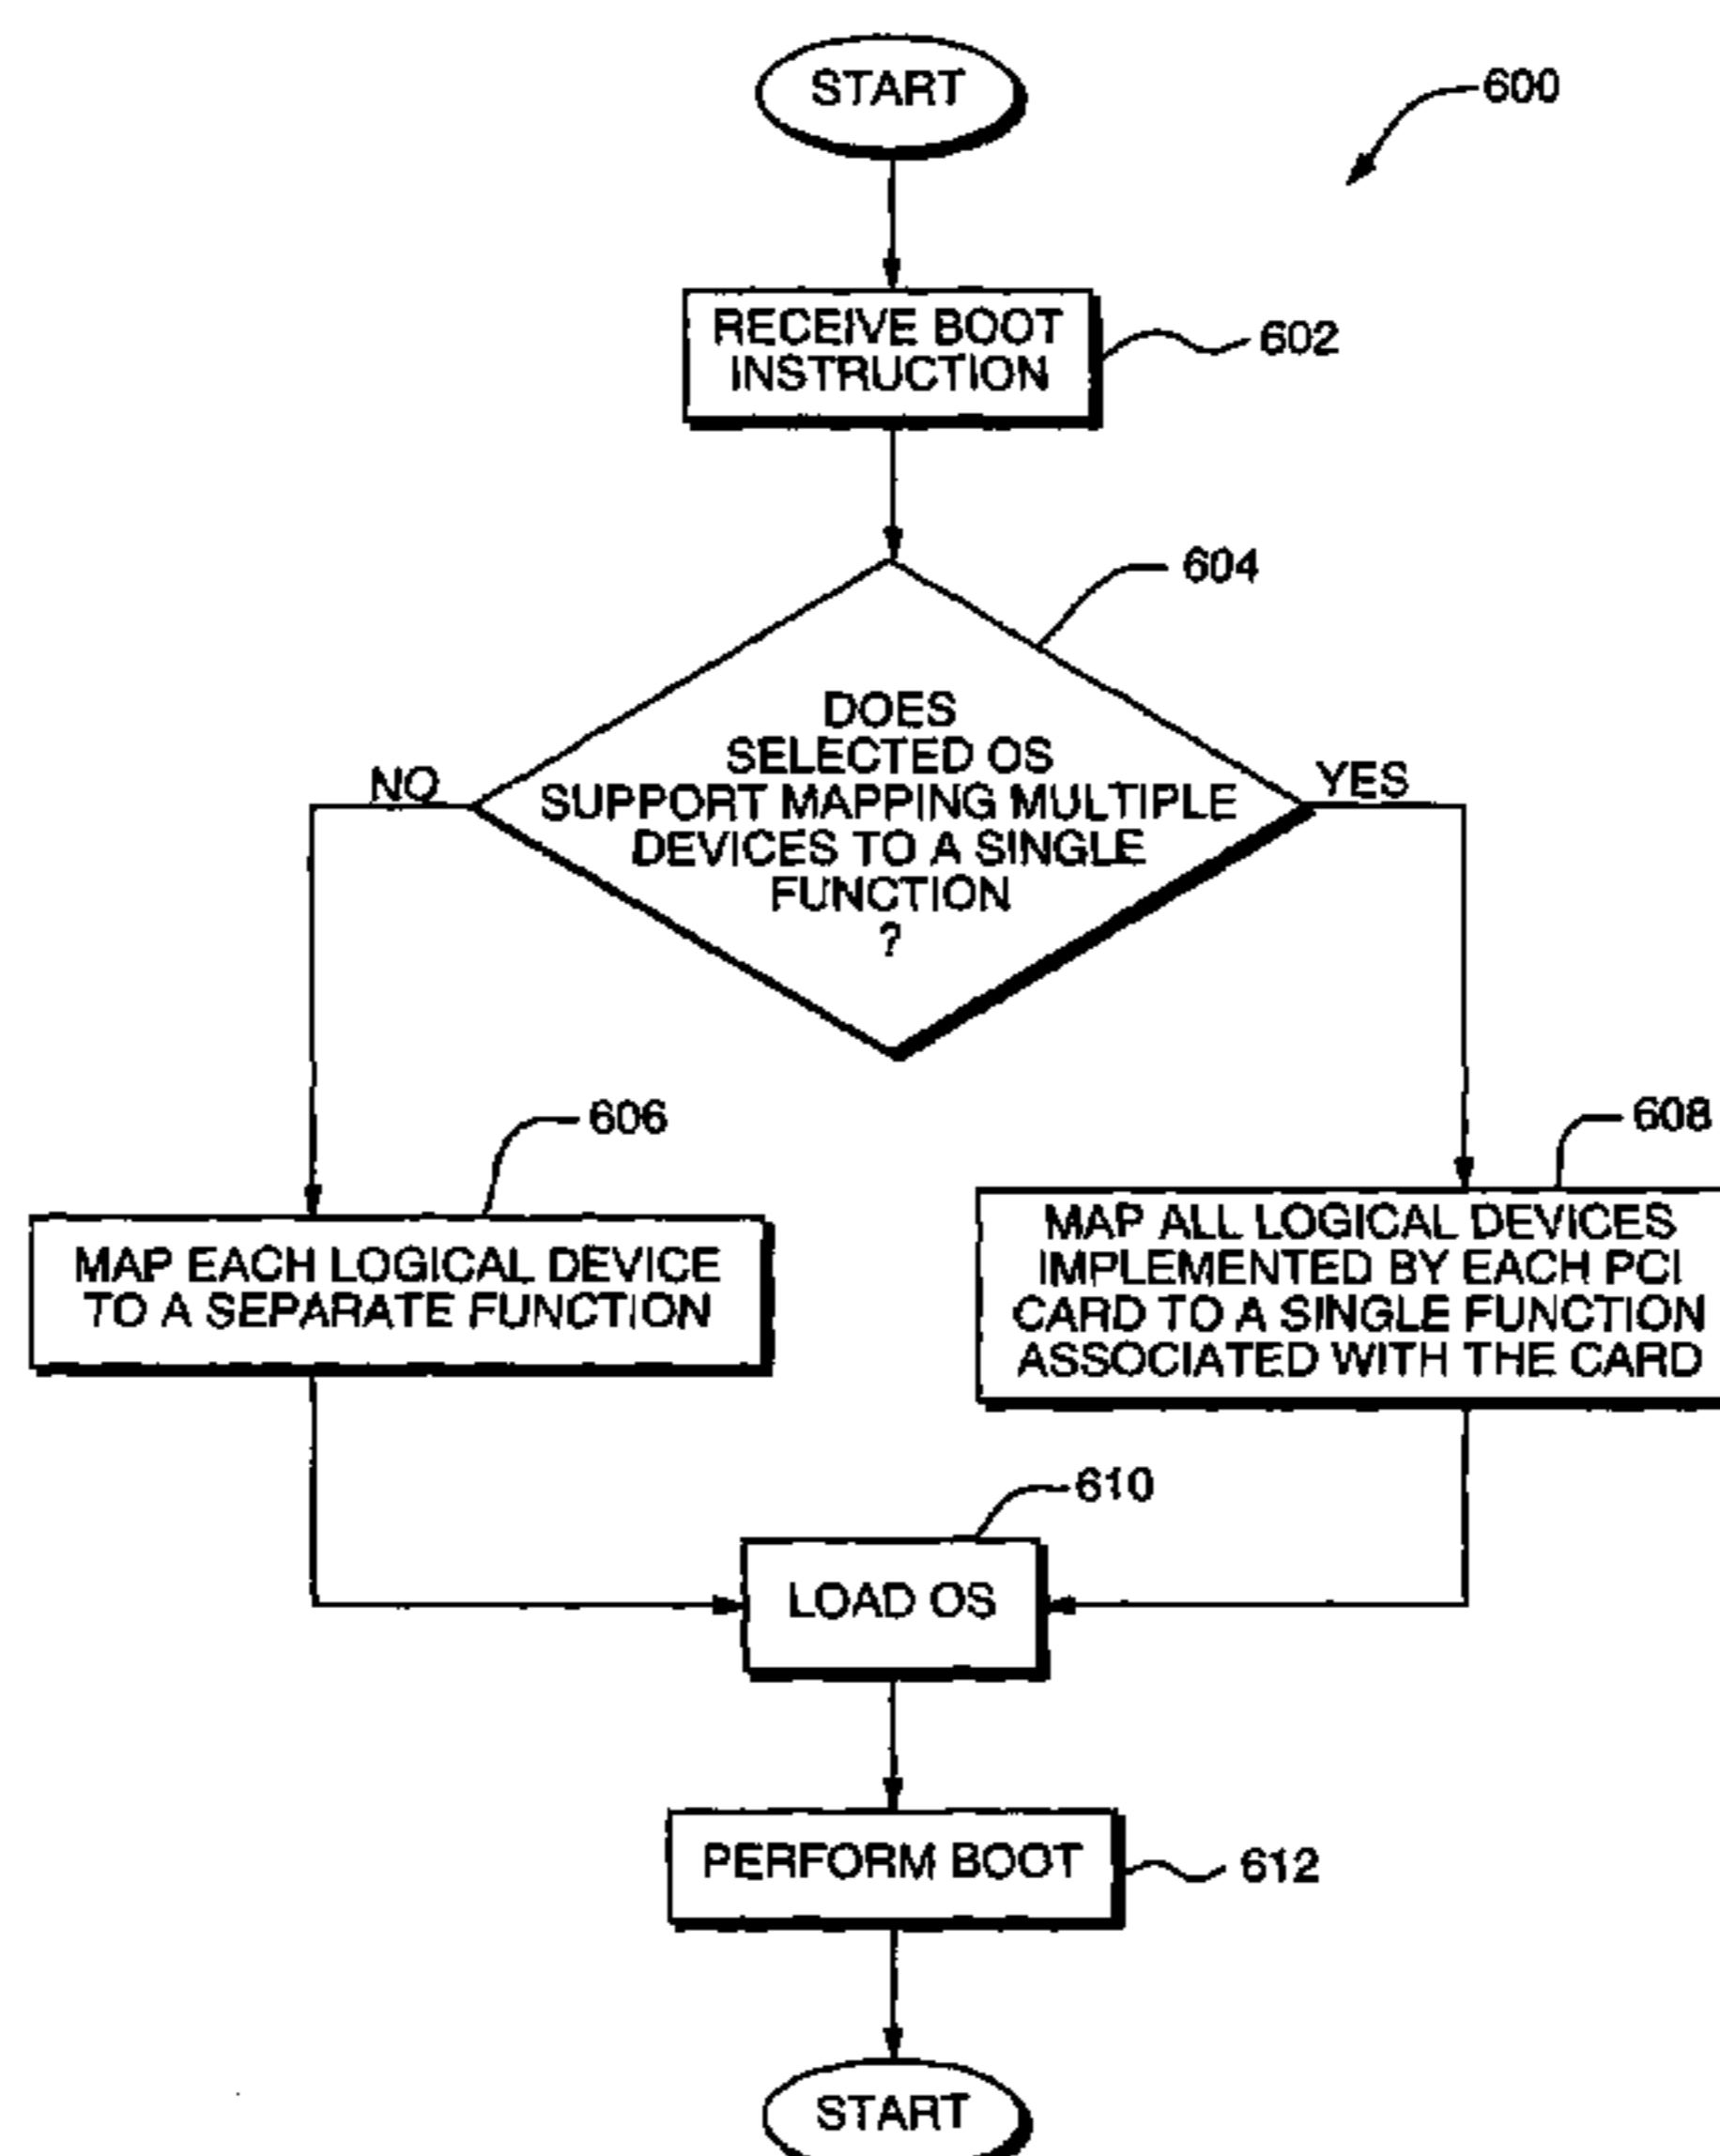 START
600
RECEIVE BOOT
INSTRUCTION
602
604
DOES
SELECTED OS
SUPPORT MAPPING MULTIPLE
DEVICES TO A SINGLE
FUNCTION
?
NO
YES
606
608
MAP EACH LOGICAL DEVICE
TO A SEPARATE FUNCTION
MAP ALL LOGICAL DEVICES
IMPLEMENTED BY EACH PCI
CARD TO A SINGLE FUNCTION
ASSOCIATED WITH THE CARD
610
LOAD OS
PERFORM BOOT
612
START